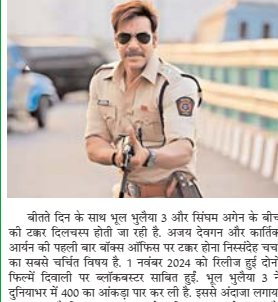 बीतते दिन के साथ भूल भुलैया 3 और सिंघम अगेन के बीच
की टक्कर दिलचस्प होती जा रही है. अजय देवगन और कार्तिक
आर्यन की पहली बार बॉक्स ऑफिस पर टक्कर होना निस्संदेह चर्चा
का सबसे चर्चित विषय है. 1 नवंबर 2024 को रिलीज हुई दोनों
फिल्में दिवाली पर ब्लॉकबस्टर साबित हुईं. भूल भुलैया 3 ने
दुनियाभर में 400 का आंकड़ा पार कर ली है. इससे अंदाजा लगाया